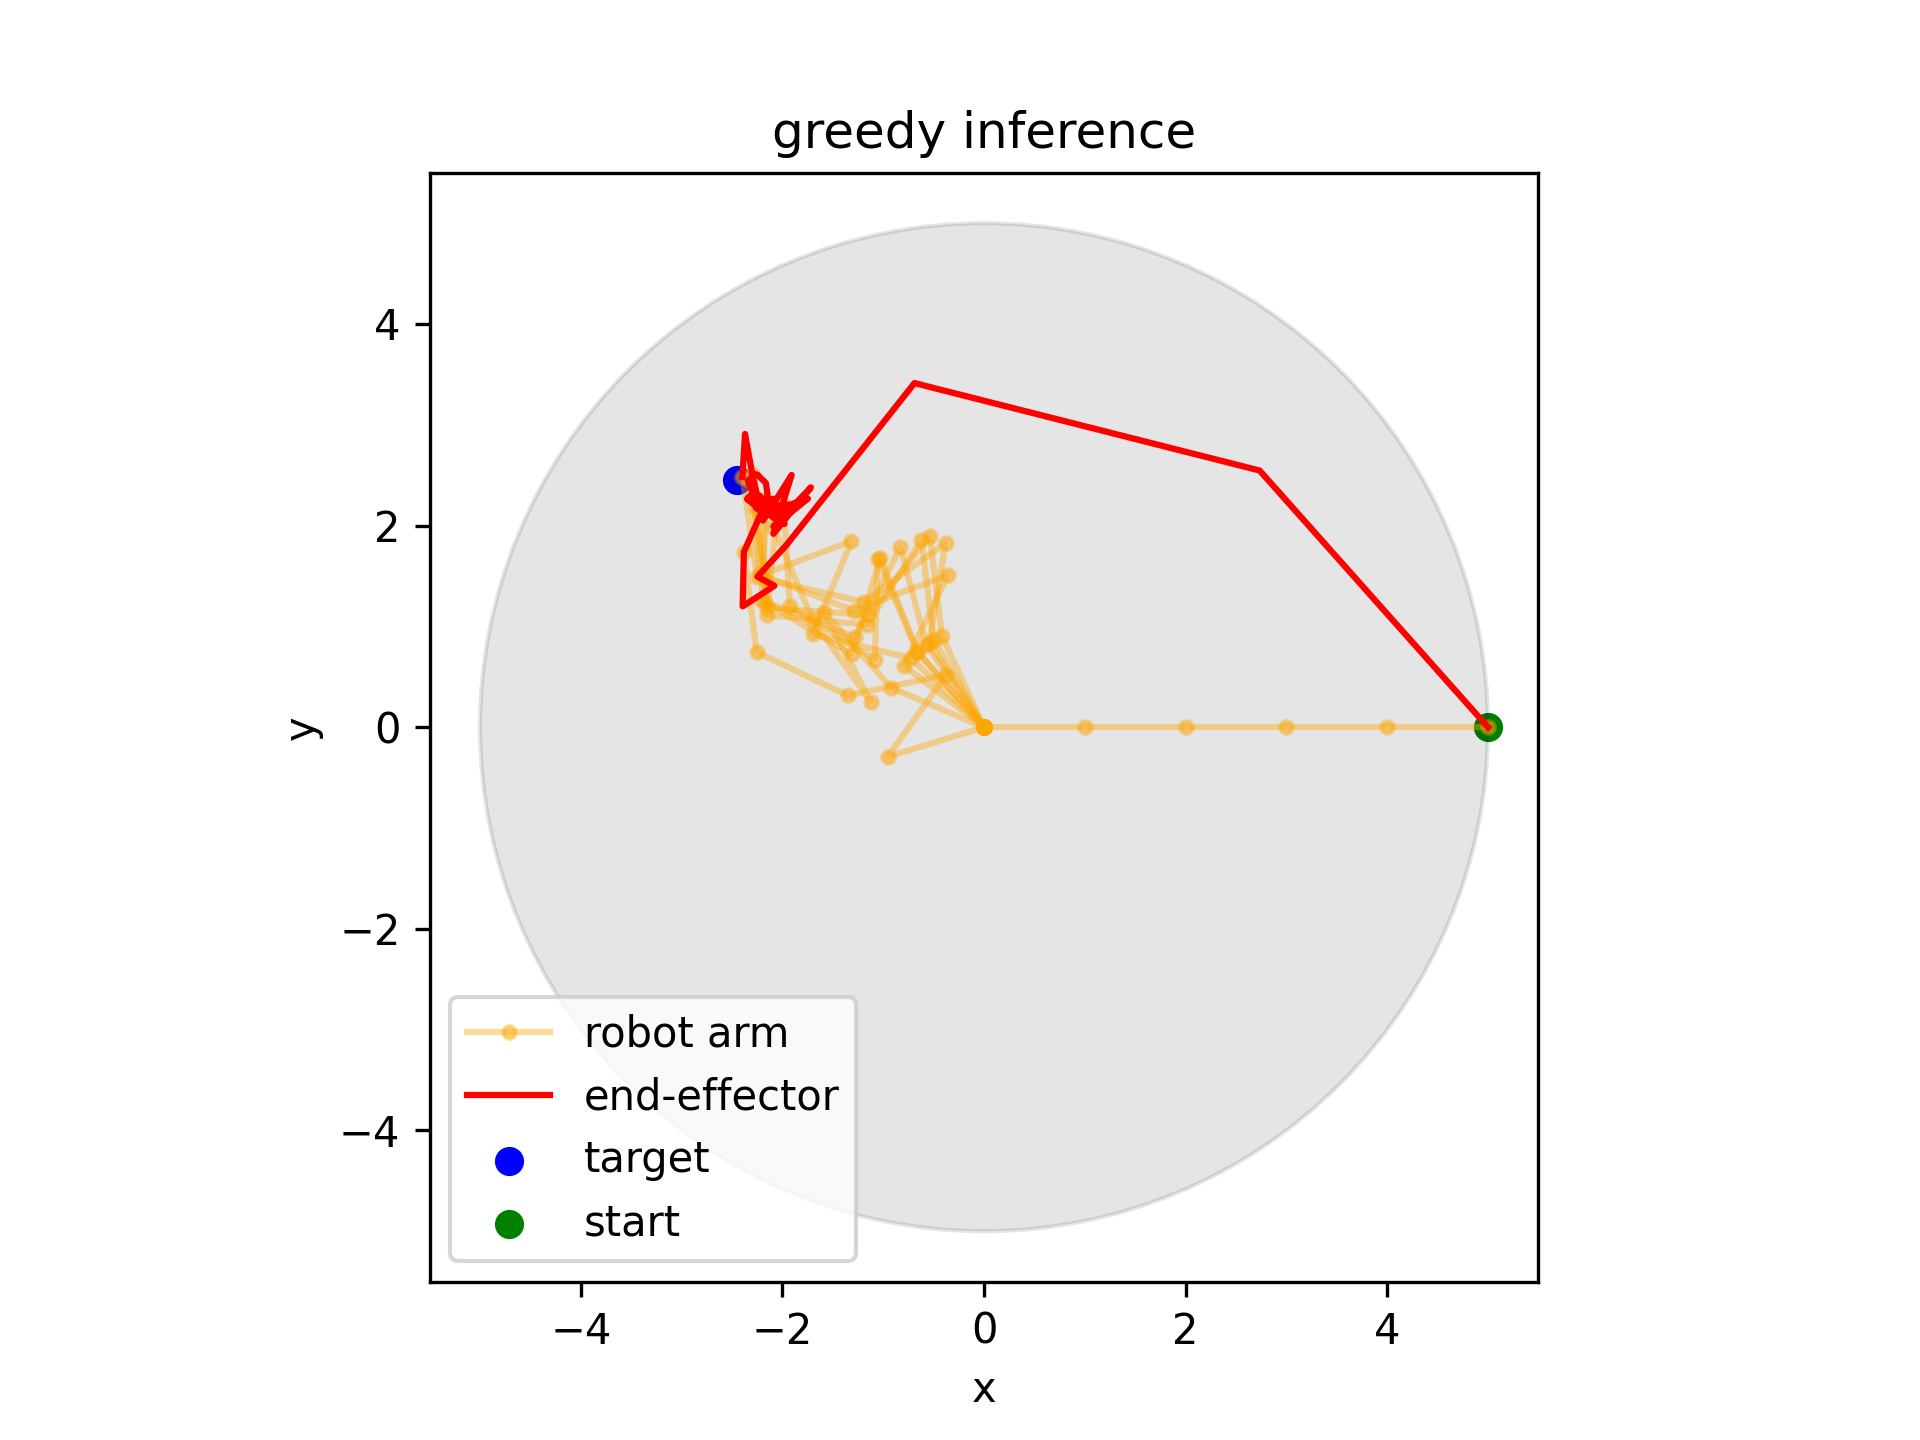 greedy inference
4
2
0
−2
−4
y
−4 −2 0 2 4
x
robot arm
end-effector
target
start